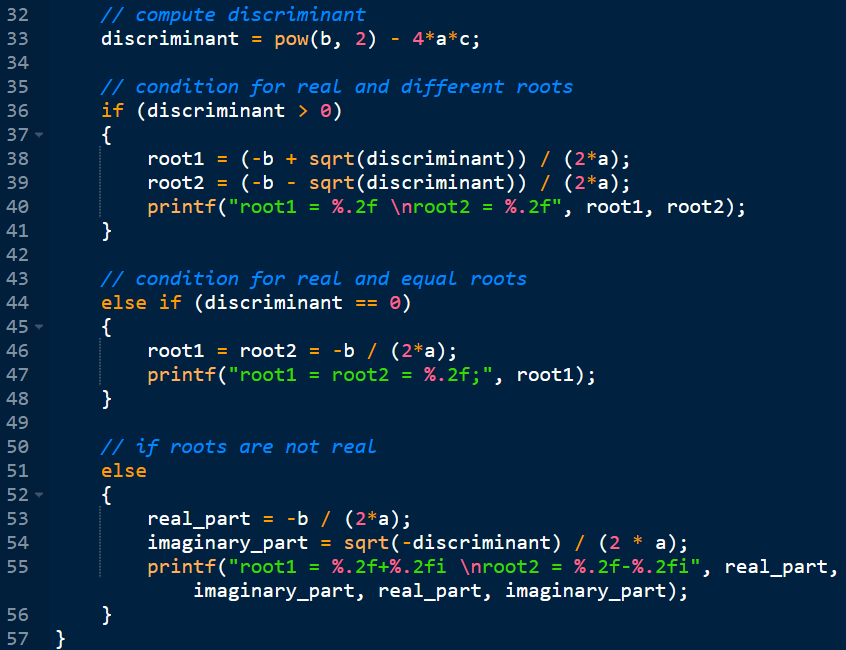 32 // compute discriminant
33 discriminant = pow(b, 2) - 4*a*c;
34
35 // condition for real and different roots
36 if (discriminant > 0)
37 {
38 root1 = (-b + sqrt(discriminant)) / (2*a);
39 root2 = (-b - sqrt(discriminant)) / (2*a);
40 printf("root1 = %.2f \nroot2 = %.2f", root1, root2);
41 }
42
43 // condition for real and equal roots
44 else if (discriminant == 0)
45 {
46 root1 = root2 = -b / (2*a);
47 printf("root1 = root2 = %.2f;", root1);
48 }
49
50 // if roots are not real
51 else
52 {
53 real_part = -b / (2*a);
54 imaginary_part = sqrt(-discriminant) / (2 * a);
55 printf("root1 = %.2f+%.2fi \nroot2 = %.2f-%.2fi", real_part,
imaginary_part, real_part, imaginary_part);
56 }
57 }